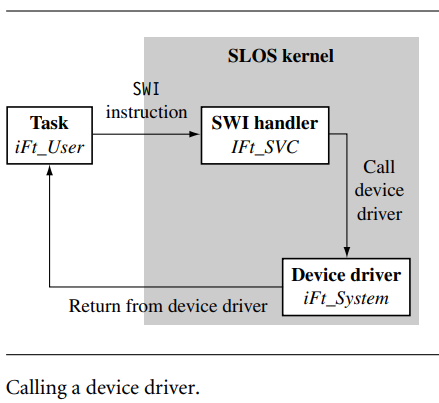 SLOS kernel
SWI
instruction
Task
iFt_User
SWI handler
IFt_SVC
Call
device
driver
Device driver
iFt_System
Return from device driver
Calling a device driver.